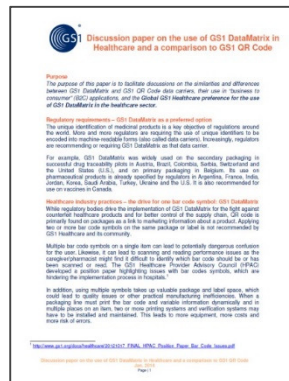 GS1
Discussion paper on the use of GS1 DataMatrix in
Healthcare and a comparison to GS1 QR Code
Purpose
The purpose of this paper is to facilitate discussions on the similarities and differences
between GS1 DataMatrix and GS1 QR Code data carriers, their use in "business to
consumer" (B2C) applications, and the Global GS1 Healthcare preference for the use
of GS1 DataMatrix in the healthcare sector.
Regulatory requirements – GS1 DataMatrix as a preferred option
The unique identification of medicinal products is a key objective of regulations around
the world. More and more regulators are requiring the use of unique identifiers to be
encoded into machine readable forms (also called data carriers). Increasingly, regulators
are recommending or requiring GS1 DataMatrix as that data carrier.
For example, GS1 DataMatrix was widely used on the secondary packaging in
successful drug traceability pilots in Austria, Brazil, Colombia, Serbia, Switzerland and
the United States (U.S.), and on primary packaging in Belgium. Its use on
pharmaceutical products is already specified by regulators in Argentina, France, India,
Jordan, Korea, Saudi Arabia, Turkey, Ukraine and the U.S. It is also recommended for
use on vaccines in Canada.
Healthcare industry practices - the drive for one bar code symbol: GS1 DataMatrix
While regulatory bodies drive the implementation of GS1 DataMatrix for the fight against
counterfeit healthcare products and for better control of the supply chain, QR code is
primarily found on packages as a link to marketing information about a product. Applying
two or more bar code symbols on the same package or label is not recommended by
GS1 Healthcare and its community.
Multiple bar code symbols on a single item can lead to potentially dangerous confusion
for the user. Likewise, it can lead to scanning and reading performance issues as the
caregiver/pharmacist might find it difficult to identify which bar code should be or has
been scanned or read. The GS1 Healthcare Provider Advisory Council (HPAC)
developed a position paper highlighting issues with bar codes symbols, which are
hindering the implementation process in hospitals.¹
In addition, using multiple symbols takes up valuable package and label space, which
could lead to quality issues or other practical manufacturing inefficiencies. When a
packaging line must print the bar code and variable information dynamically and in
multiple places on an item, two or more printing systems and verification systems may
have to be installed and maintained. This leads to more equipment, more costs and
more risk of errors.
Discussion paper on the use of GS1 DataMatrix in Healthcare and a comparison to GS1 QR Code